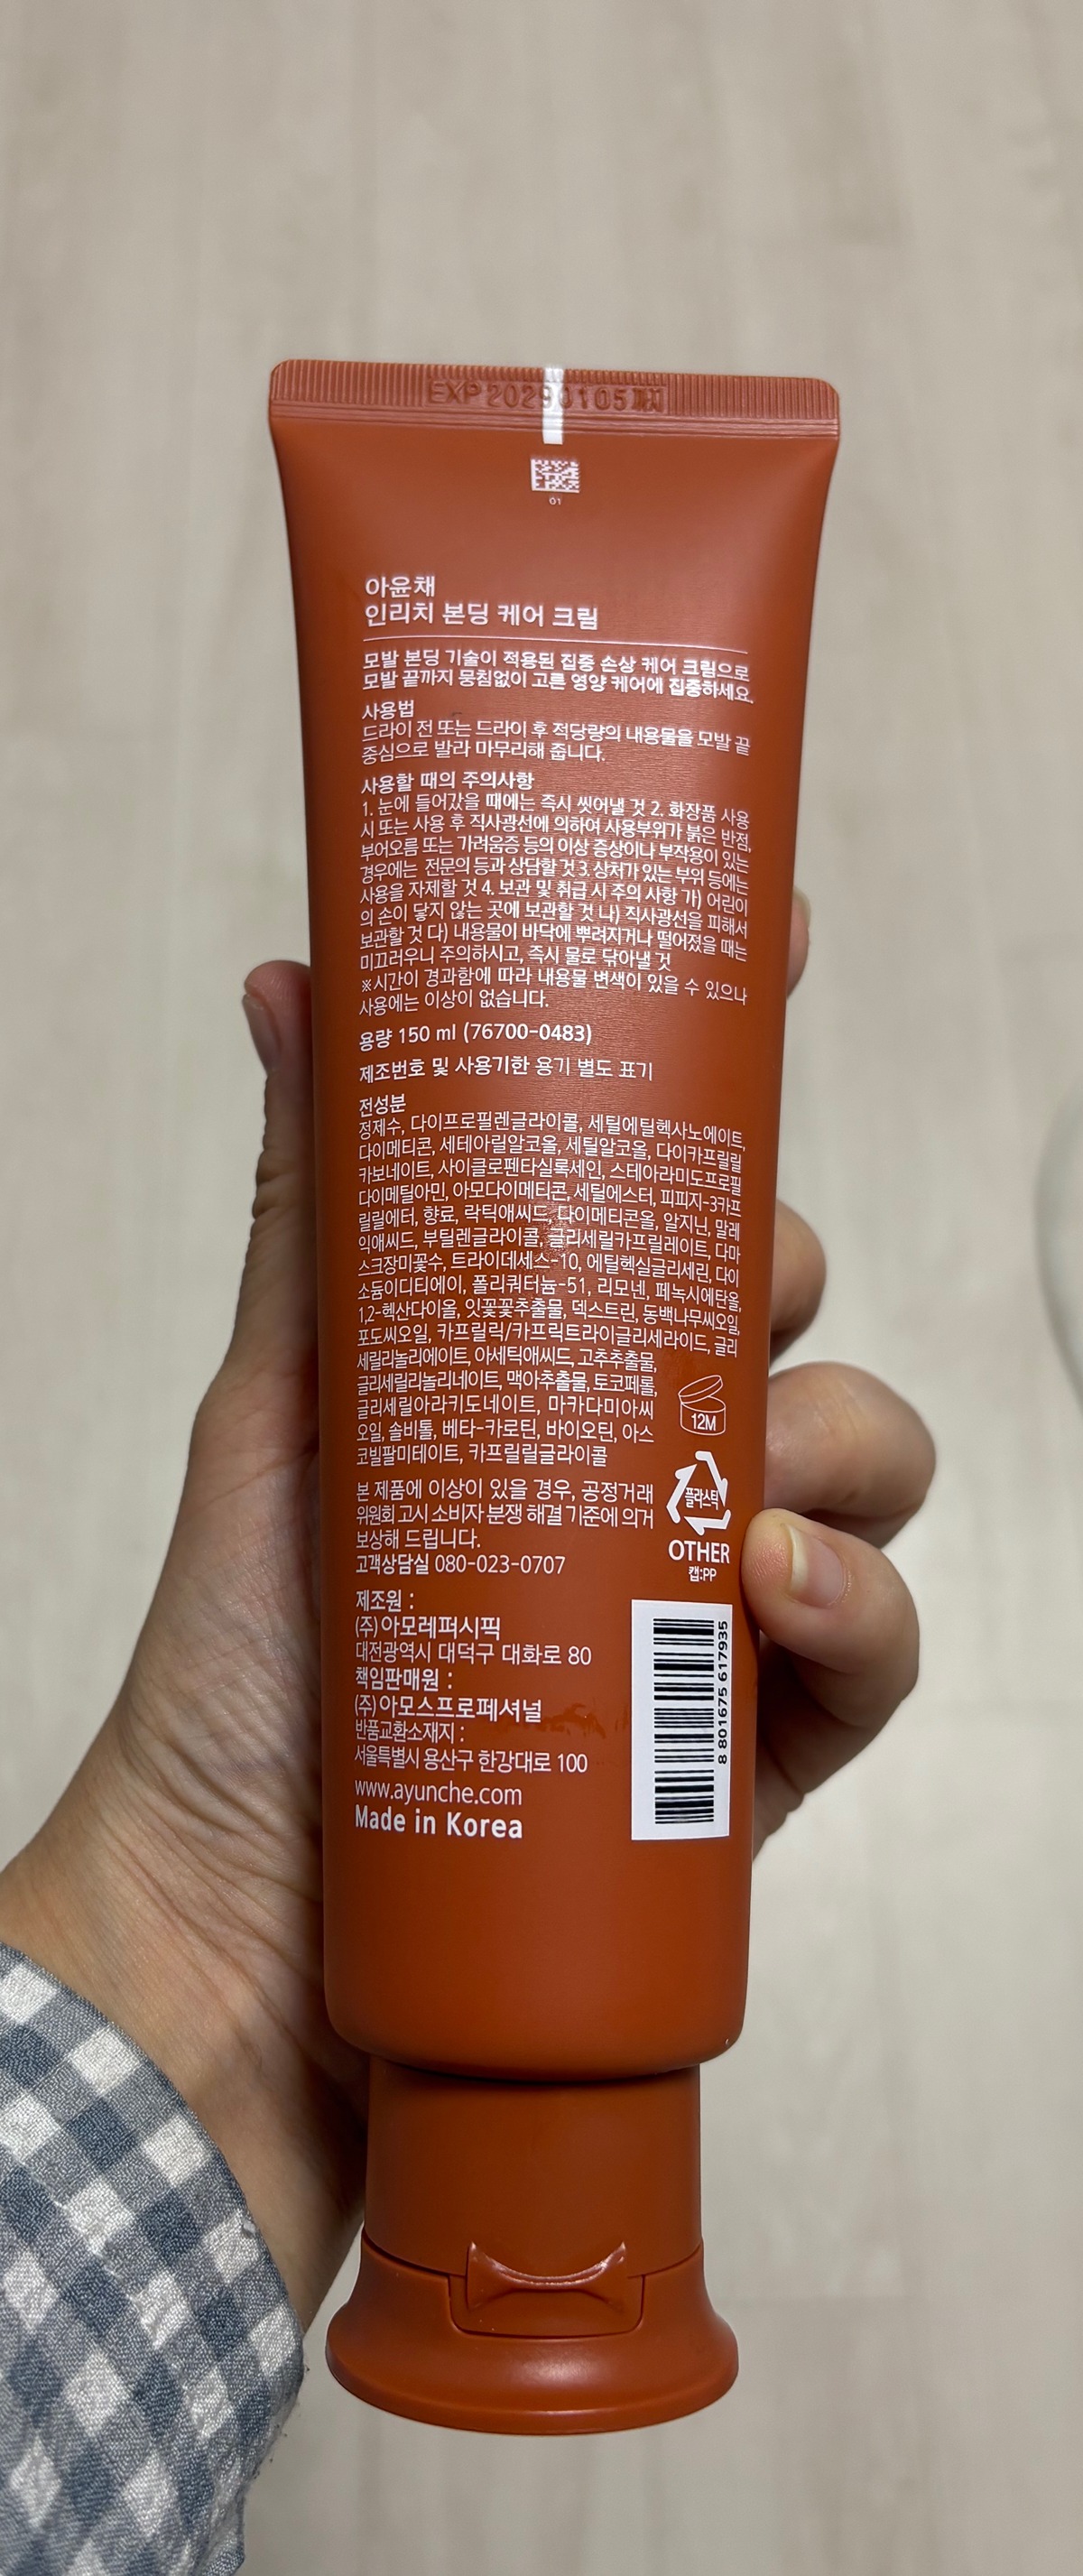 EXP 20290105까지
01
아윤채
인리치 본딩 케어 크림
모발 본딩 기술이 적용된 집중 손상 케어 크림으로
모발 끝까지 뭉침없이 고른 영양 케어에 집중하세요.
사용법
드라이 전 또는 드라이 후 적당량의 내용물을 모발 끝
중심으로 발라 마무리해 줍니다.
사용할 때의 주의사항
1. 눈에 들어갔을 때에는 즉시 씻어낼 것 2. 화장품 사용
시 또는 사용 후 직사광선에 의하여 사용부위가 붉은 반점,
부어오름 또는 가려움증 등의 이상 증상이나 부작용이 있는
경우에는 전문의 등과 상담할 것 3. 상처가 있는 부위 등에는
사용을 자제할 것 4. 보관 및 취급 시 주의 사항 가) 어린이
의 손이 닿지 않는 곳에 보관할 것 나) 직사광선을 피해서
보관할 것 다) 내용물이 바닥에 뿌려지거나 떨어졌을 때는
미끄러우니 주의하시고, 즉시 물로 닦아낼 것
※시간이 경과함에 따라 내용물 변색이 있을 수 있으나
사용에는 이상이 없습니다.
용량 150 ml (76700-0483)
제조번호 및 사용기한 용기 별도 표기
전성분
정제수, 다이프로필렌글라이콜, 세틸에틸헥사노에이트,
다이메티콘, 세테아릴알코올, 세틸알코올, 다이카프릴릴
카보네이트, 사이클로펜타실록세인, 스테아라미도프로필
다이메틸아민, 아모다이메티콘, 세틸에스터, 피피지-3카프
릴릴에터, 향료, 락틱애씨드, 다이메티콘올, 알지닌, 말레
익애씨드, 부틸렌글라이콜, 글리세릴카프릴레이트, 다마
스크장미꽃수, 트라이데세스-10, 에틸헥실글리세린, 다이
소듐이디티에이, 폴리쿼터늄-51, 리모넨, 페녹시에탄올,
1,2-헥산다이올, 잇꽃꽃추출물, 덱스트린, 동백나무씨오일,
포도씨오일, 카프릴릭/카프릭트라이글리세라이드, 글리
세릴리놀리에이트, 아세틱애씨드, 고추추출물,
글리세릴리놀리네이트, 맥아추출물, 토코페롤,
글리세릴아라키도네이트, 마카다미아씨
오일, 솔비톨, 베타-카로틴, 바이오틴, 아스
코빌팔미테이트, 카프릴릴글라이콜
12M
본 제품에 이상이 있을 경우, 공정거래
위원회 고시 소비자 분쟁 해결 기준에 의거
보상해 드립니다.
고객상담실 080-023-0707
플라스틱
OTHER
캡:PP
제조원 :
(주)아모레퍼시픽
대전광역시 대덕구 대화로 80
책임판매원 :
(주)아모스프로페셔널
반품교환소재지 :
서울특별시 용산구 한강대로 100
www.ayunche.com
Made in Korea
8 801675 617935